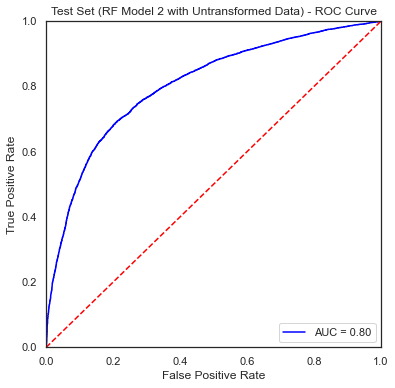 Test Set (RF Model 2 with Untransformed Data) - ROC Curve
1.0
0.8
0.6
0.4
0.2
0.0
True Positive Rate
AUC = 0.80
0.0 0.2 0.4 0.6 0.8 1.0
False Positive Rate